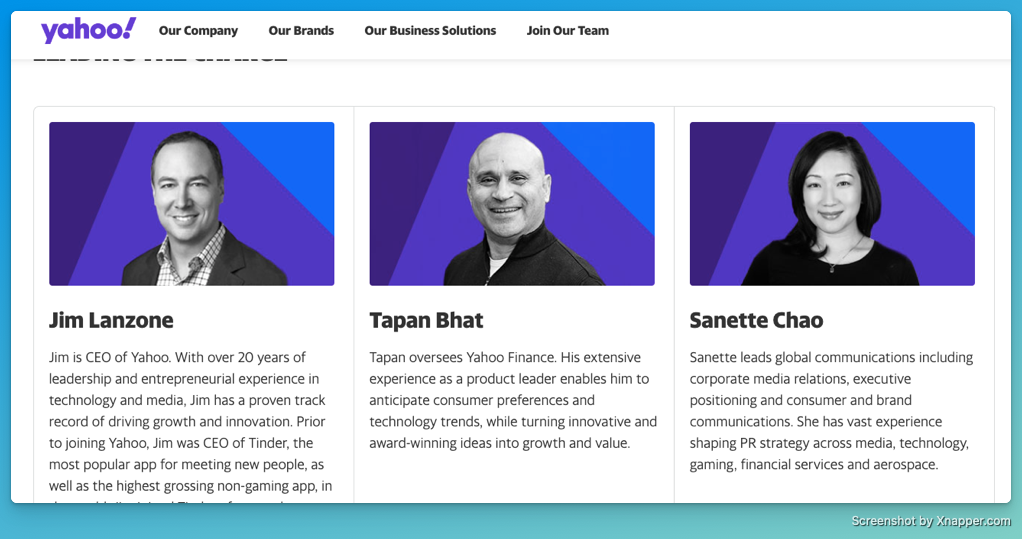 yahoo!
Our Company
Our Brands
Our Business Solutions
Join Our Team
LEADING THE CHARGE
Jim Lanzone
Jim is CEO of Yahoo. With over 20 years of
leadership and entrepreneurial experience in
technology and media, Jim has a proven track
record of driving growth and innovation. Prior
to joining Yahoo, Jim was CEO of Tinder, the
most popular app for meeting new people, as
well as the highest grossing non-gaming app, in
Tapan Bhat
Tapan oversees Yahoo Finance. His extensive
experience as a product leader enables him to
anticipate consumer preferences and
technology trends, while turning innovative and
award-winning ideas into growth and value.
Sanette Chao
Sanette leads global communications including
corporate media relations, executive
positioning and consumer and brand
communications. She has vast experience
shaping PR strategy across media, technology,
gaming, financial services and aerospace.
Screenshot by Xnapper.com